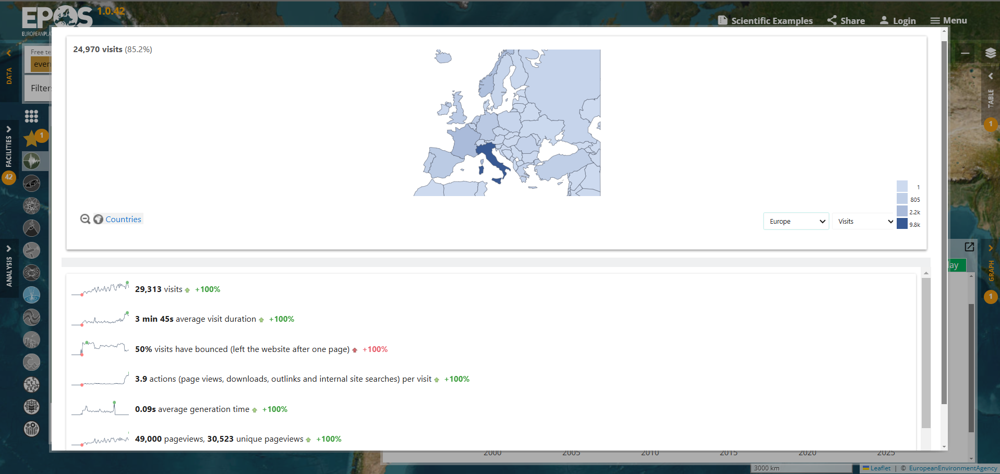 EPOS 1.0.42
EUROPEAN PLA
Scientific Examples
Share
Login
Menu
DATA
Free te
even
Filter
FACILITIES
1
42
ANALYSIS
24,970 visits (85.2%)
Countries
Europe
Visits
1
805
2.2k
9.8k
29,313 visits +100%
3 min 45s average visit duration +100%
50% visits have bounced (left the website after one page) +100%
3.9 actions (page views, downloads, outlinks and internal site searches) per visit +100%
0.09s average generation time +100%
49,000 pageviews, 30,523 unique pageviews +100%
TABLE
1
GRAPH
1
lay
2000
2005
2010
2015
2020
2025
3000 km
Leaflet | © EuropeanEnvironmentAgency